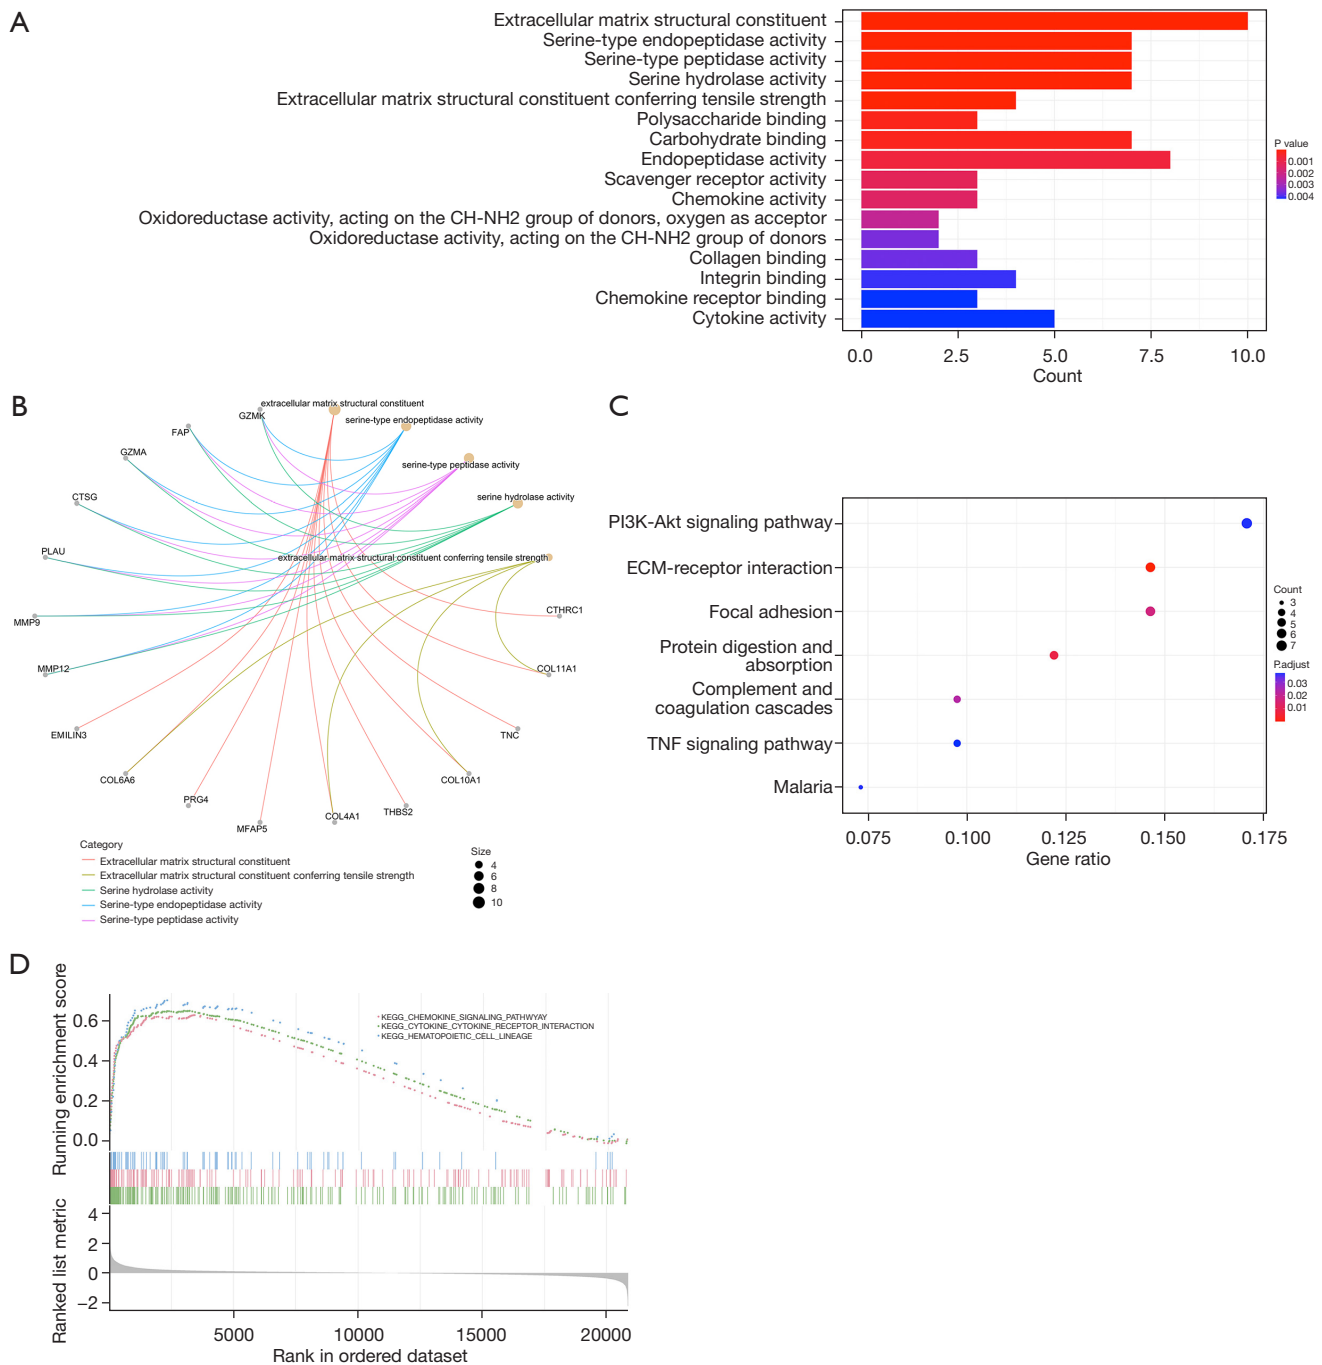 A
Extracellular matrix structural constituent
Serine-type endopeptidase activity
Serine-type peptidase activity
Serine hydrolase activity
Extracellular matrix structural constituent conferring tensile strength
Polysaccharide binding
Carbohydrate binding
Endopeptidase activity
Scavenger receptor activity
Chemokine activity
Oxidoreductase activity, acting on the CH-NH2 group of donors, oxygen as acceptor
Oxidoreductase activity, acting on the CH-NH2 group of donors
Collagen binding
Integrin binding
Chemokine receptor binding
Cytokine activity
0.0 2.5 5.0 7.5 10.0
Count
P value
0.001
0.002
0.003
0.004
B
extracellular matrix structural constituent
GZMK
serine-type endopeptidase activity
FAP
GZMA
serine-type peptidase activity
CTSG
serine hydrolase activity
PLAU
extracellular matrix structural constituent conferring tensile strength
MMP9
CTHRC1
MMP12
COL11A1
EMILIN3
TNC
COL6A6
COL10A1
PRG4
THBS2
MFAP5
COL4A1
Category
Extracellular matrix structural constituent
Extracellular matrix structural constituent conferring tensile strength
Serine hydrolase activity
Serine-type endopeptidase activity
Serine-type peptidase activity
Size
4
6
8
10
C
PI3K-Akt signaling pathway
ECM-receptor interaction
Focal adhesion
Protein digestion and
absorption
Complement and
coagulation cascades
TNF signaling pathway
Malaria
0.075 0.100 0.125 0.150 0.175
Gene ratio
Count
3
4
5
6
7
P.adjust
0.03
0.02
0.01
D
Running enrichment score
0.6
0.4
0.2
0.0
KEGG_CHEMOKINE_SIGNALING_PATHWYAY
KEGG_CYTOKINE_CYTOKINE_RECEPTOR_INTERACTION
KEGG_HEMATOPOIETIC_CELL_LINEAGE
Ranked list metric
4
2
0
−2
5000 10000 15000 20000
Rank in ordered dataset